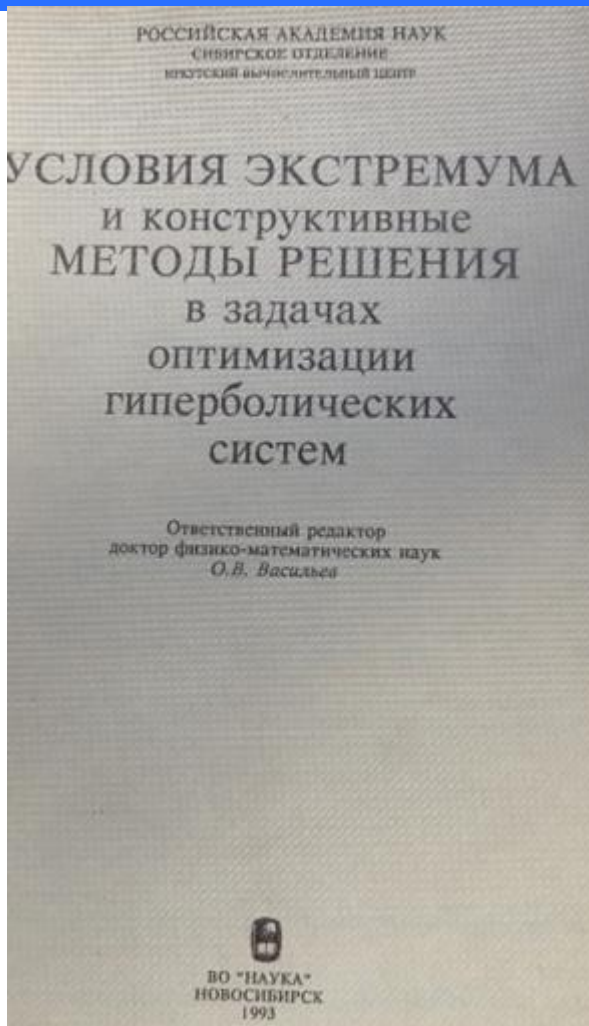 РОССИЙСКАЯ АКАДЕМИЯ НАУК
СИБИРСКОЕ ОТДЕЛЕНИЕ
ИРКУТСКИЙ ВЫЧИСЛИТЕЛЬНЫЙ ЦЕНТР
УСЛОВИЯ ЭКСТРЕМУМА
и конструктивные
МЕТОДЫ РЕШЕНИЯ
в задачах
оптимизации
гиперболических
систем
Ответственный редактор
доктор физико-математических наук
О.В. Васильев
ВО "НАУКА"
НОВОСИБИРСК
1993